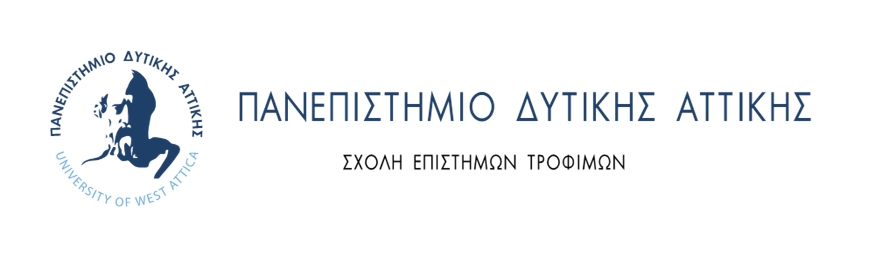 ΠΑΝΕΠΙΣΤΗΜΙΟ ΔΥΤΙΚΗΣ ΑΤΤΙΚΗΣ
UNIVERSITY OF WEST ATTICA
ΠΑΝΕΠΙΣΤΗΜΙΟ ΔΥΤΙΚΗΣ ΑΤΤΙΚΗΣ
ΣΧΟΛΗ ΕΠΙΣΤΗΜΩΝ ΤΡΟΦΙΜΩΝ